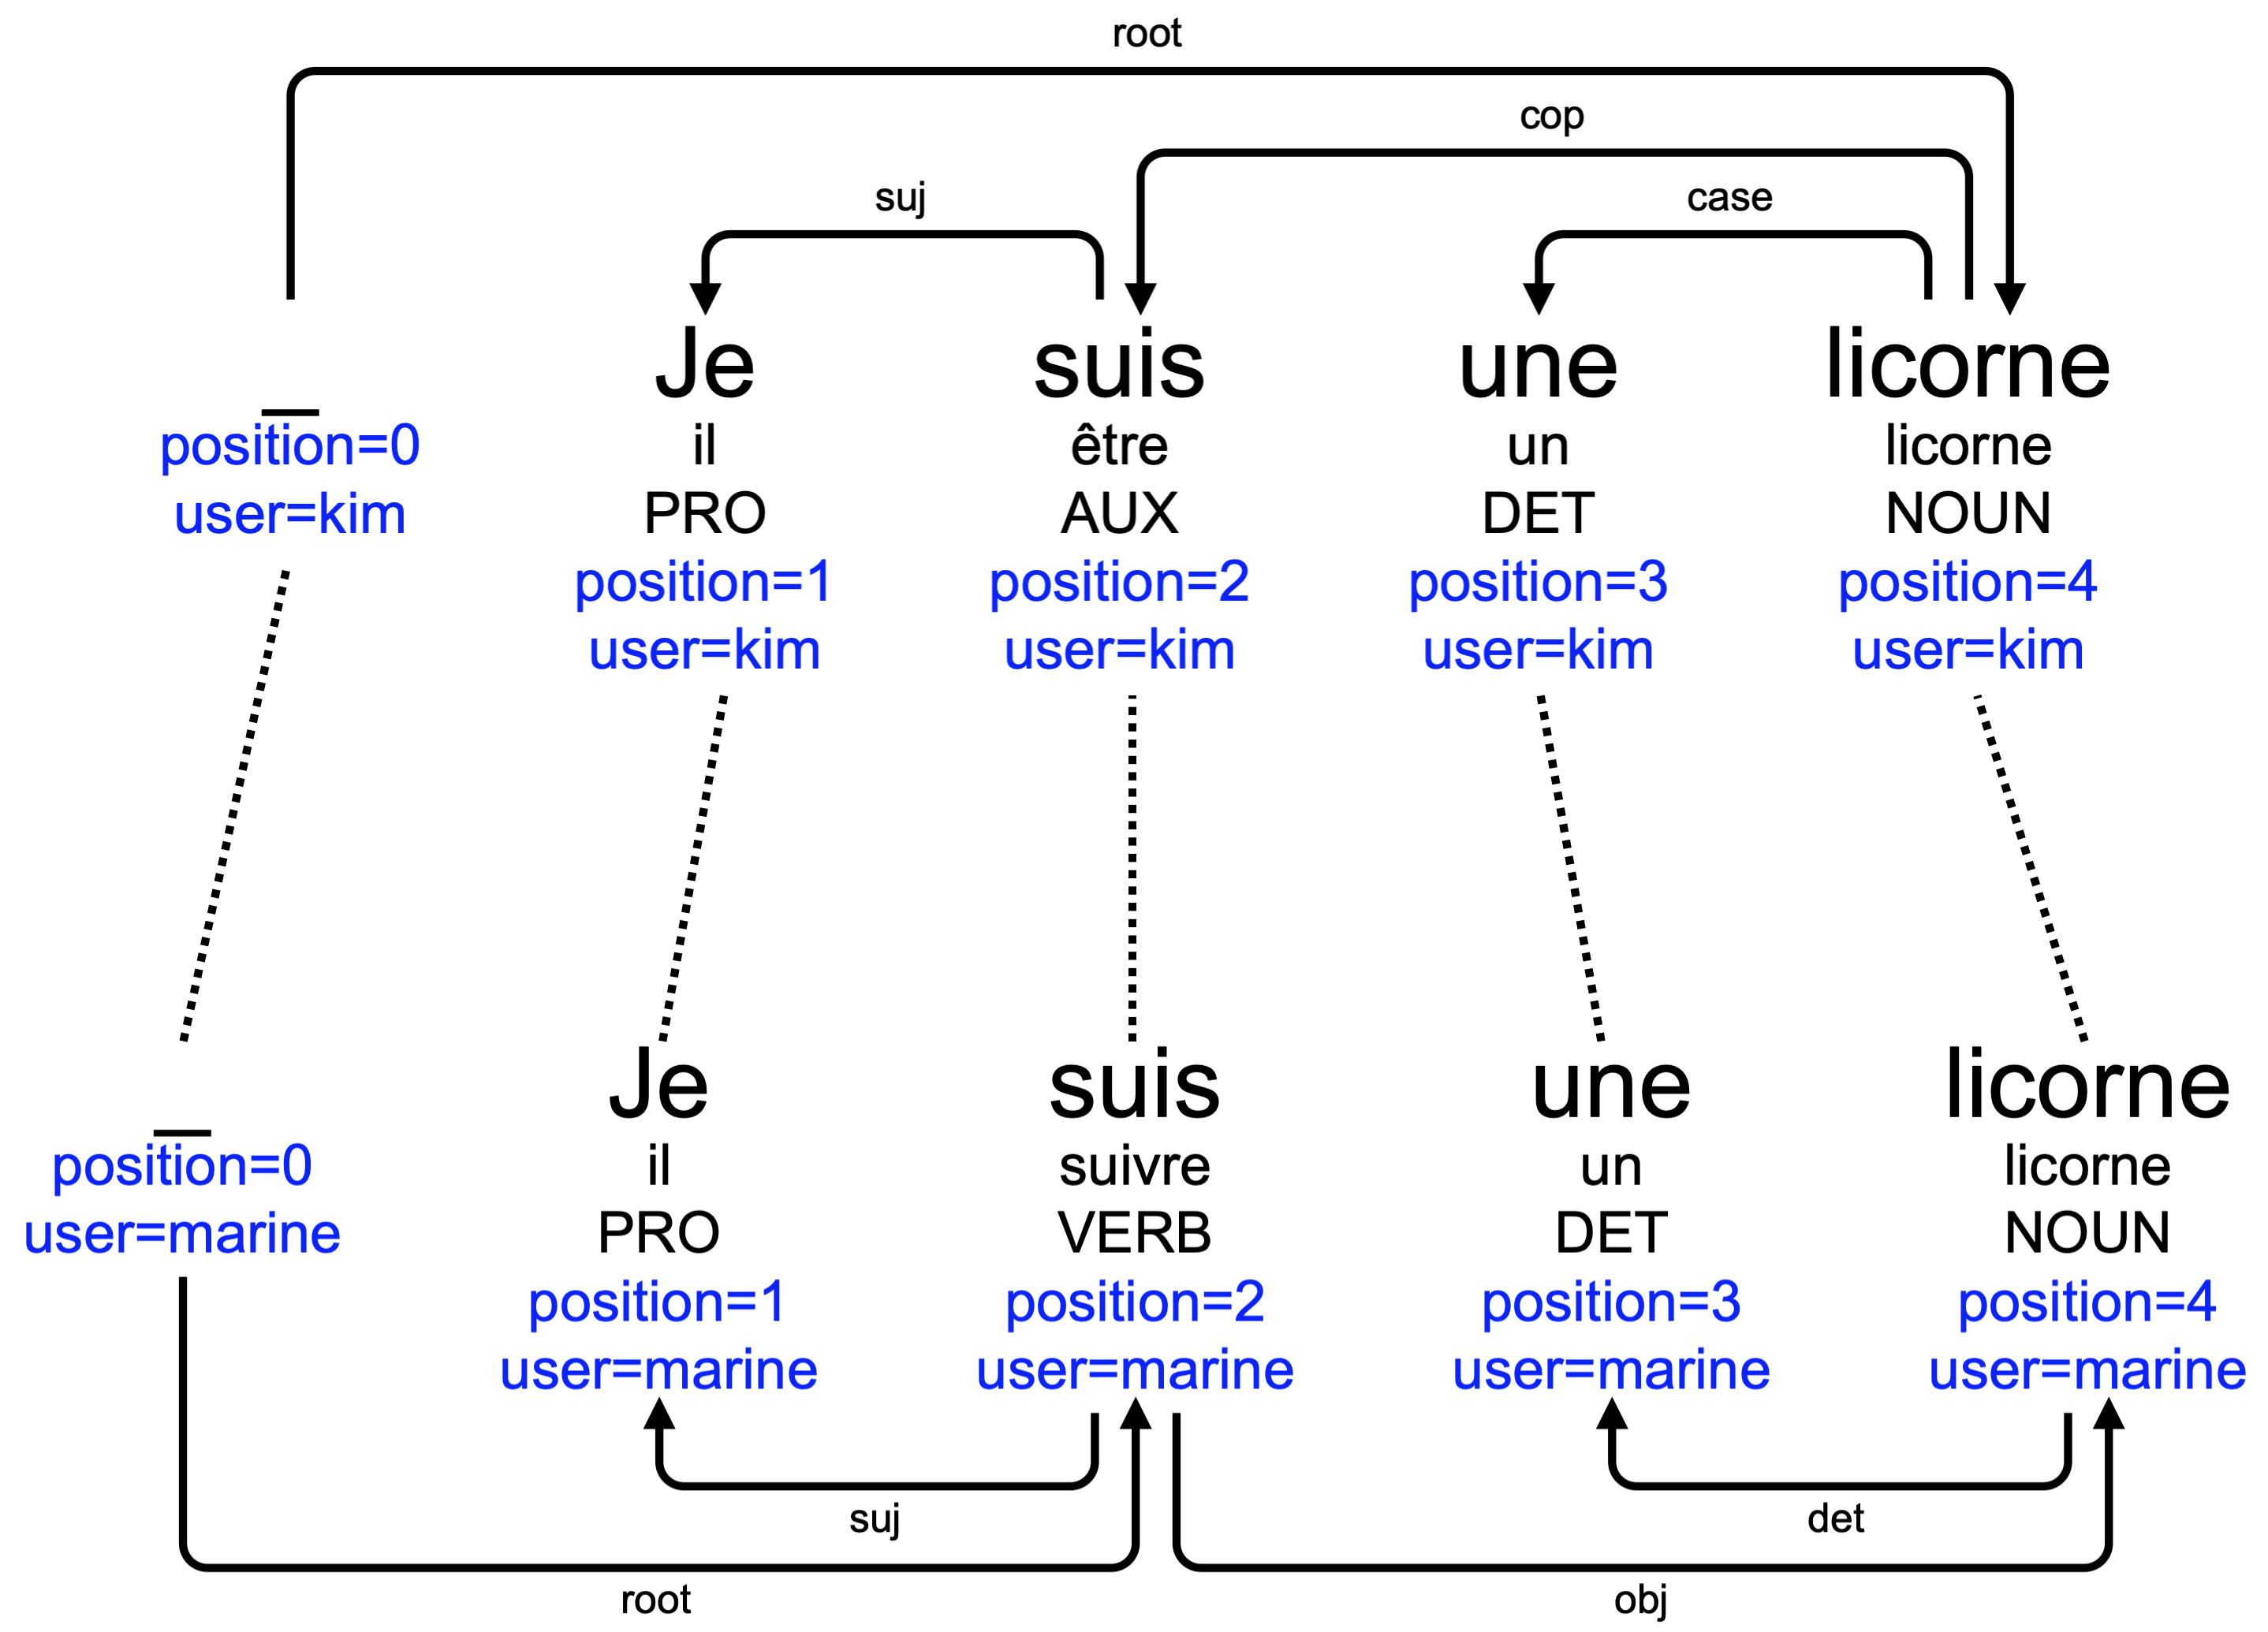 root
cop
suj case
Je suis une licorne
il être un licorne
position=0
PRO AUX DET NOUN
user=kim
position=1 position=2 position=3 position=4
user=kim user=kim user=kim user=kim
Je suis une licorne
il suivre un licorne
position=0
PRO VERB DET NOUN
user=marine
position=1 position=2 position=3 position=4
user=marine user=marine user=marine user=marine
suj det
root obj